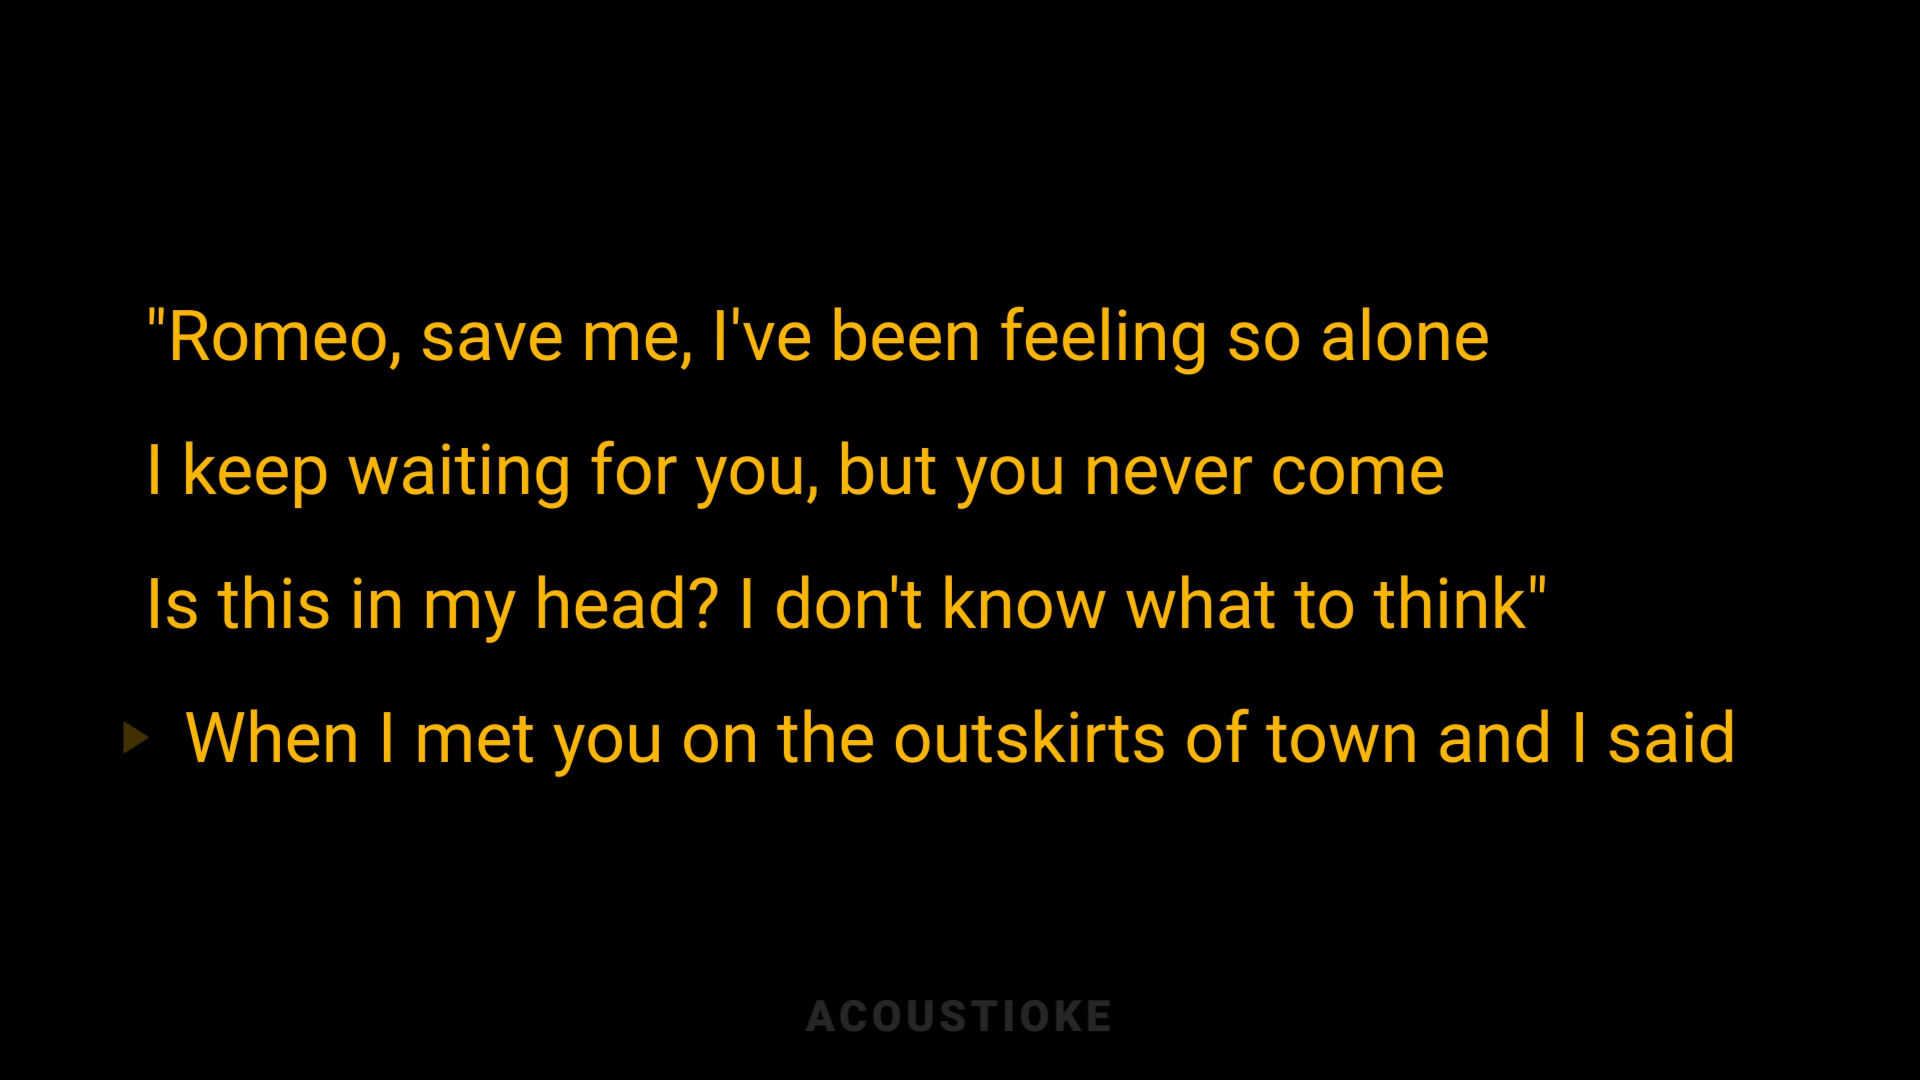 "Romeo, save me, I've been feeling so alone
I keep waiting for you, but you never come
Is this in my head? I don't know what to think"
When I met you on the outskirts of town and I said
ACOUSTIOKE